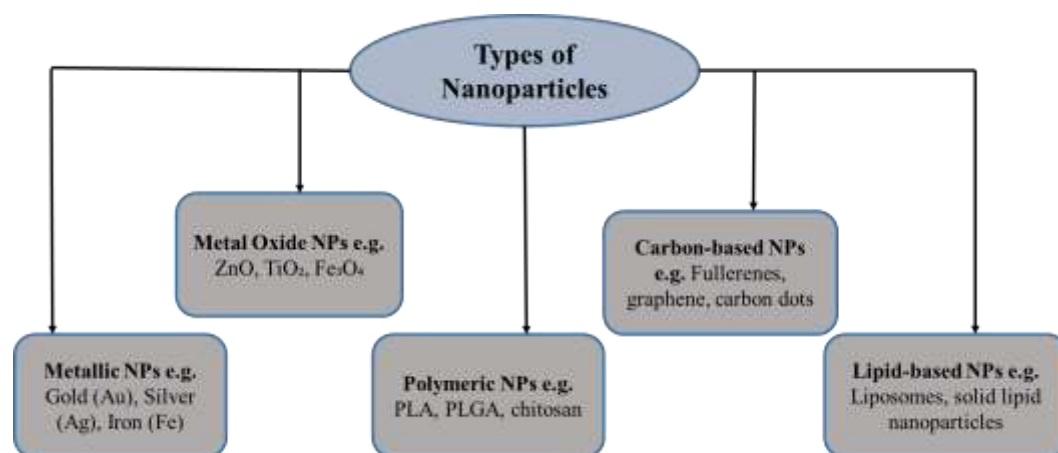 Types of
Nanoparticles
Metal Oxide NPs e.g.
ZnO, TiO₂, Fe₃O₄
Carbon-based NPs
e.g. Fullerenes,
graphene, carbon dots
Metallic NPs e.g.
Gold (Au), Silver
(Ag), Iron (Fe)
Polymeric NPs e.g.
PLA, PLGA, chitosan
Lipid-based NPs e.g.
Liposomes, solid lipid
nanoparticles